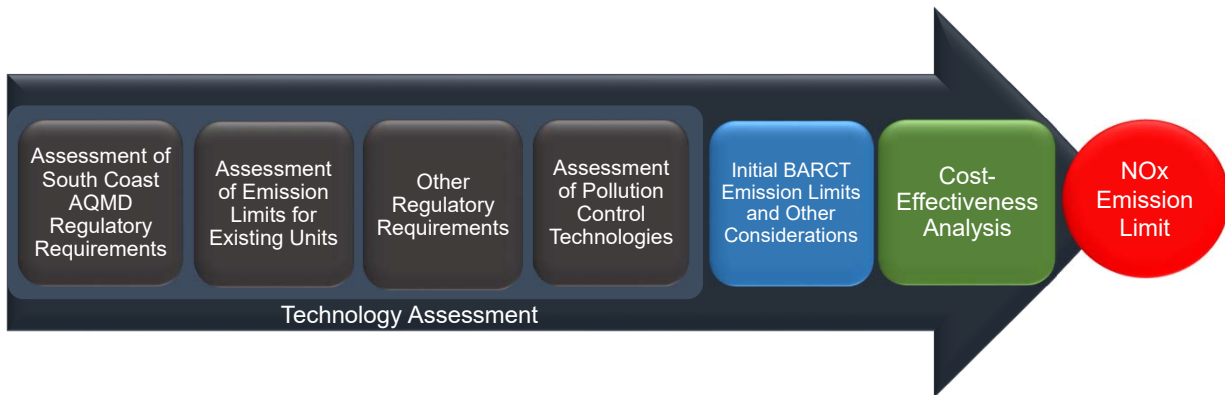 Assessment of
South Coast
AQMD
Regulatory
Requirements
Assessment
of Emission
Limits for
Existing Units
Other
Regulatory
Requirements
Assessment
of Pollution
Control
Technologies
Initial BARCT
Emission Limits
and Other
Considerations
Cost-
Effectiveness
Analysis
NOx
Emission
Limit
Technology Assessment